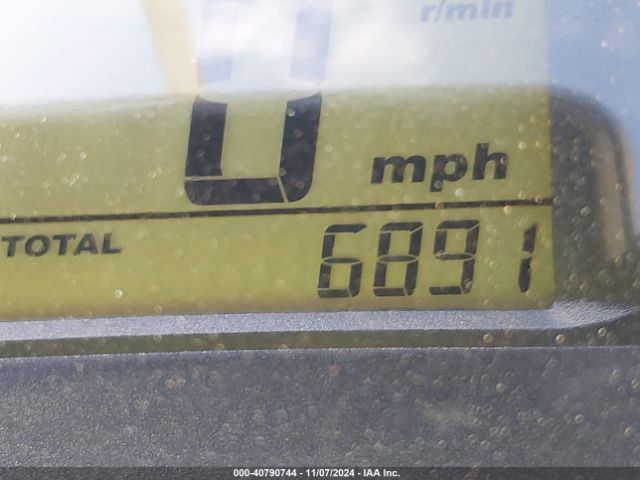 r/min
0 mph
TOTAL 6891
000-40790744 - 11/07/2024 - IAA Inc.